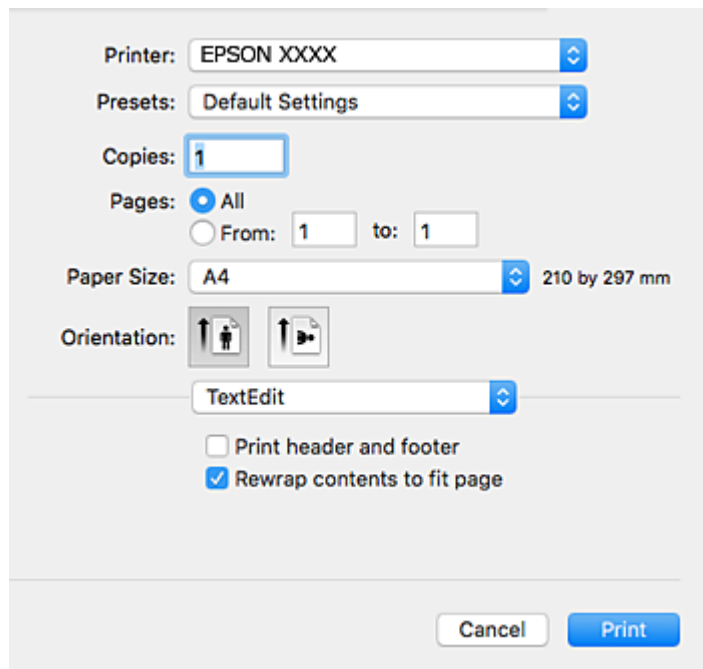 Printer: EPSON XXXX
Presets: Default Settings
Copies: 1
Pages: All
From: 1 to: 1
Paper Size: A4 210 by 297 mm
Orientation:
TextEdit
Print header and footer
Rewrap contents to fit page
Cancel Print